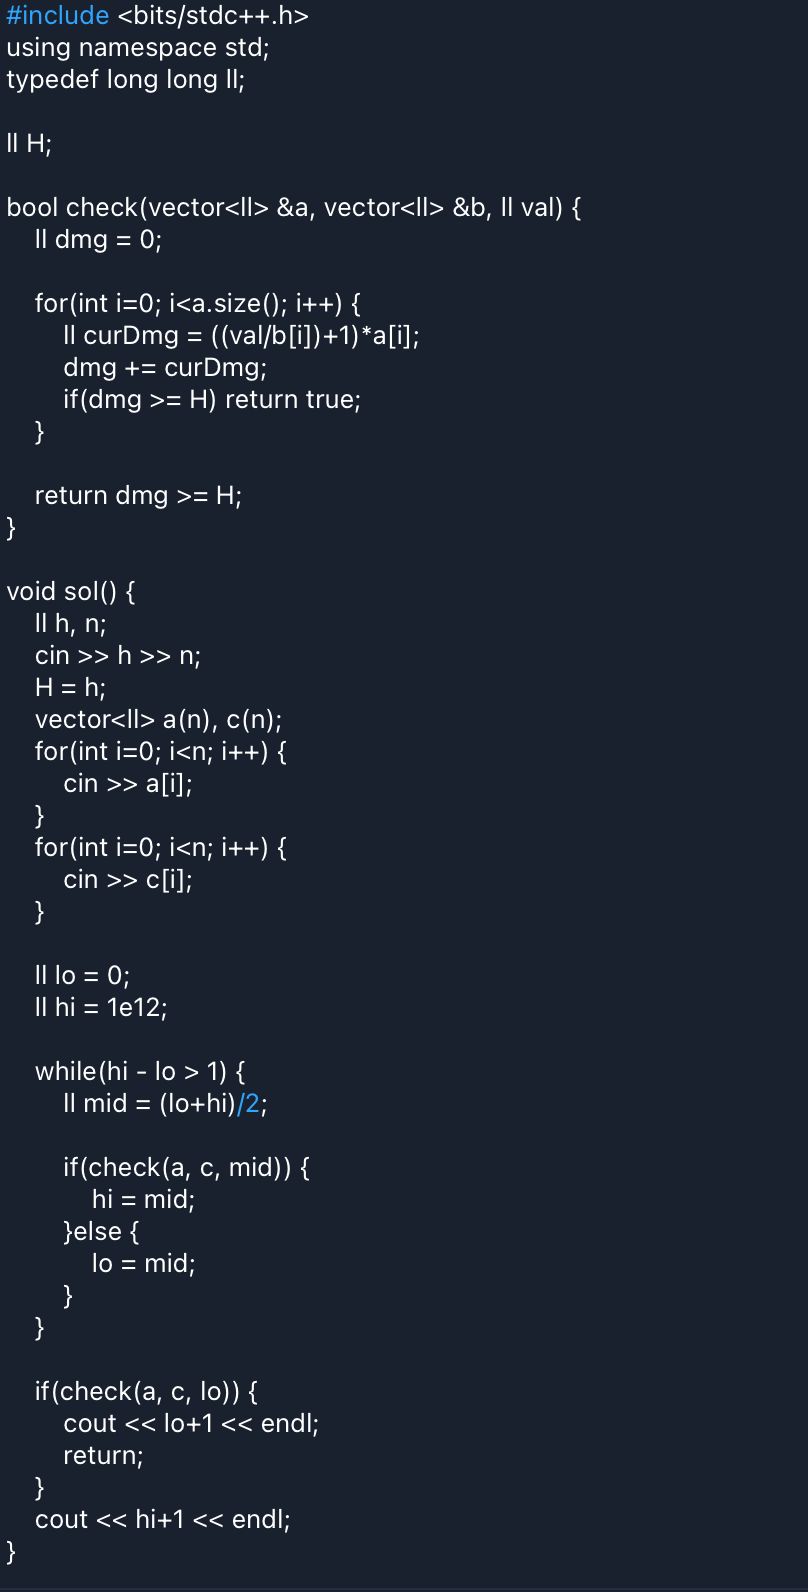 #include <bits/stdc++.h>
using namespace std;
typedef long long ll;

ll H;

bool check(vector<ll> &a, vector<ll> &b, ll val) {
    ll dmg = 0;

    for(int i=0; i<a.size(); i++) {
        ll curDmg = ((val/b[i])+1)*a[i];
        dmg += curDmg;
        if(dmg >= H) return true;
    }

    return dmg >= H;
}

void sol() {
    ll h, n;
    cin >> h >> n;
    H = h;
    vector<ll> a(n), c(n);
    for(int i=0; i<n; i++) {
        cin >> a[i];
    }
    for(int i=0; i<n; i++) {
        cin >> c[i];
    }

    ll lo = 0;
    ll hi = 1e12;

    while(hi - lo > 1) {
        ll mid = (lo+hi)/2;

        if(check(a, c, mid)) {
            hi = mid;
        }else {
            lo = mid;
        }
    }

    if(check(a, c, lo)) {
        cout << lo+1 << endl;
        return;
    }
    cout << hi+1 << endl;
}